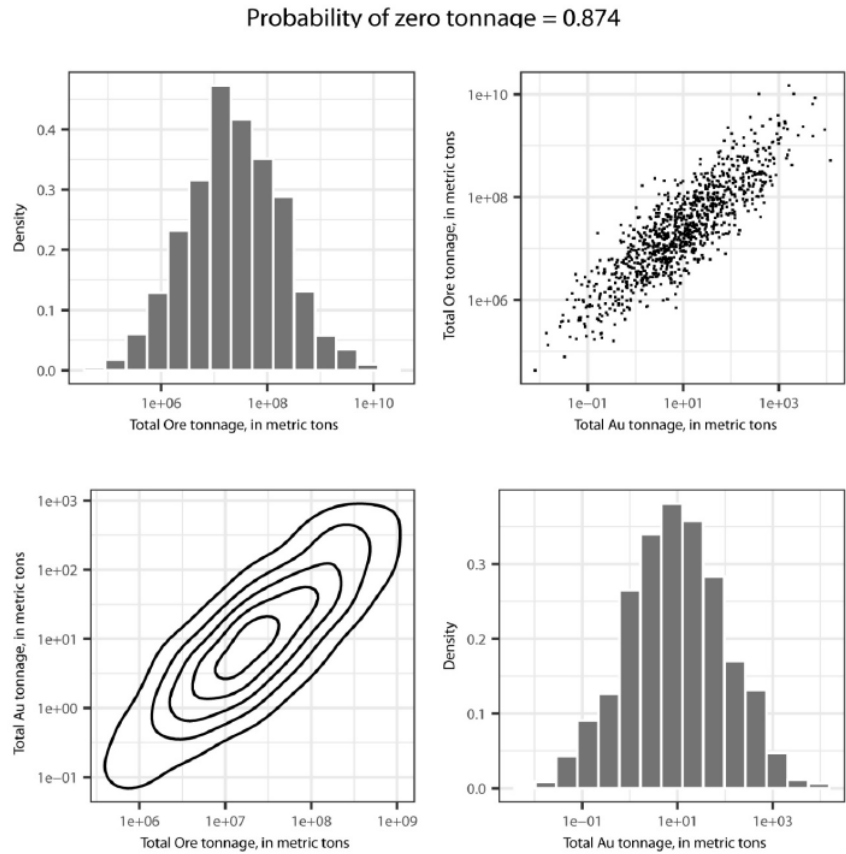 Probability of zero tonnage = 0.874
0.4
0.3
0.2
0.1
0.0
Density
1e+06
1e+08
1e+10
Total Ore tonnage, in metric tons
1e+10
1e+08
1e+06
Total Ore tonnage, in metric tons
1e−01
1e+01
1e+03
Total Au tonnage, in metric tons
1e+03
1e+02
1e+01
1e+00
1e−01
Total Au tonnage, in metric tons
1e+06
1e+07
1e+08
1e+09
Total Ore tonnage, in metric tons
0.3
0.2
0.1
0.0
Density
1e−01
1e+01
1e+03
Total Au tonnage, in metric tons